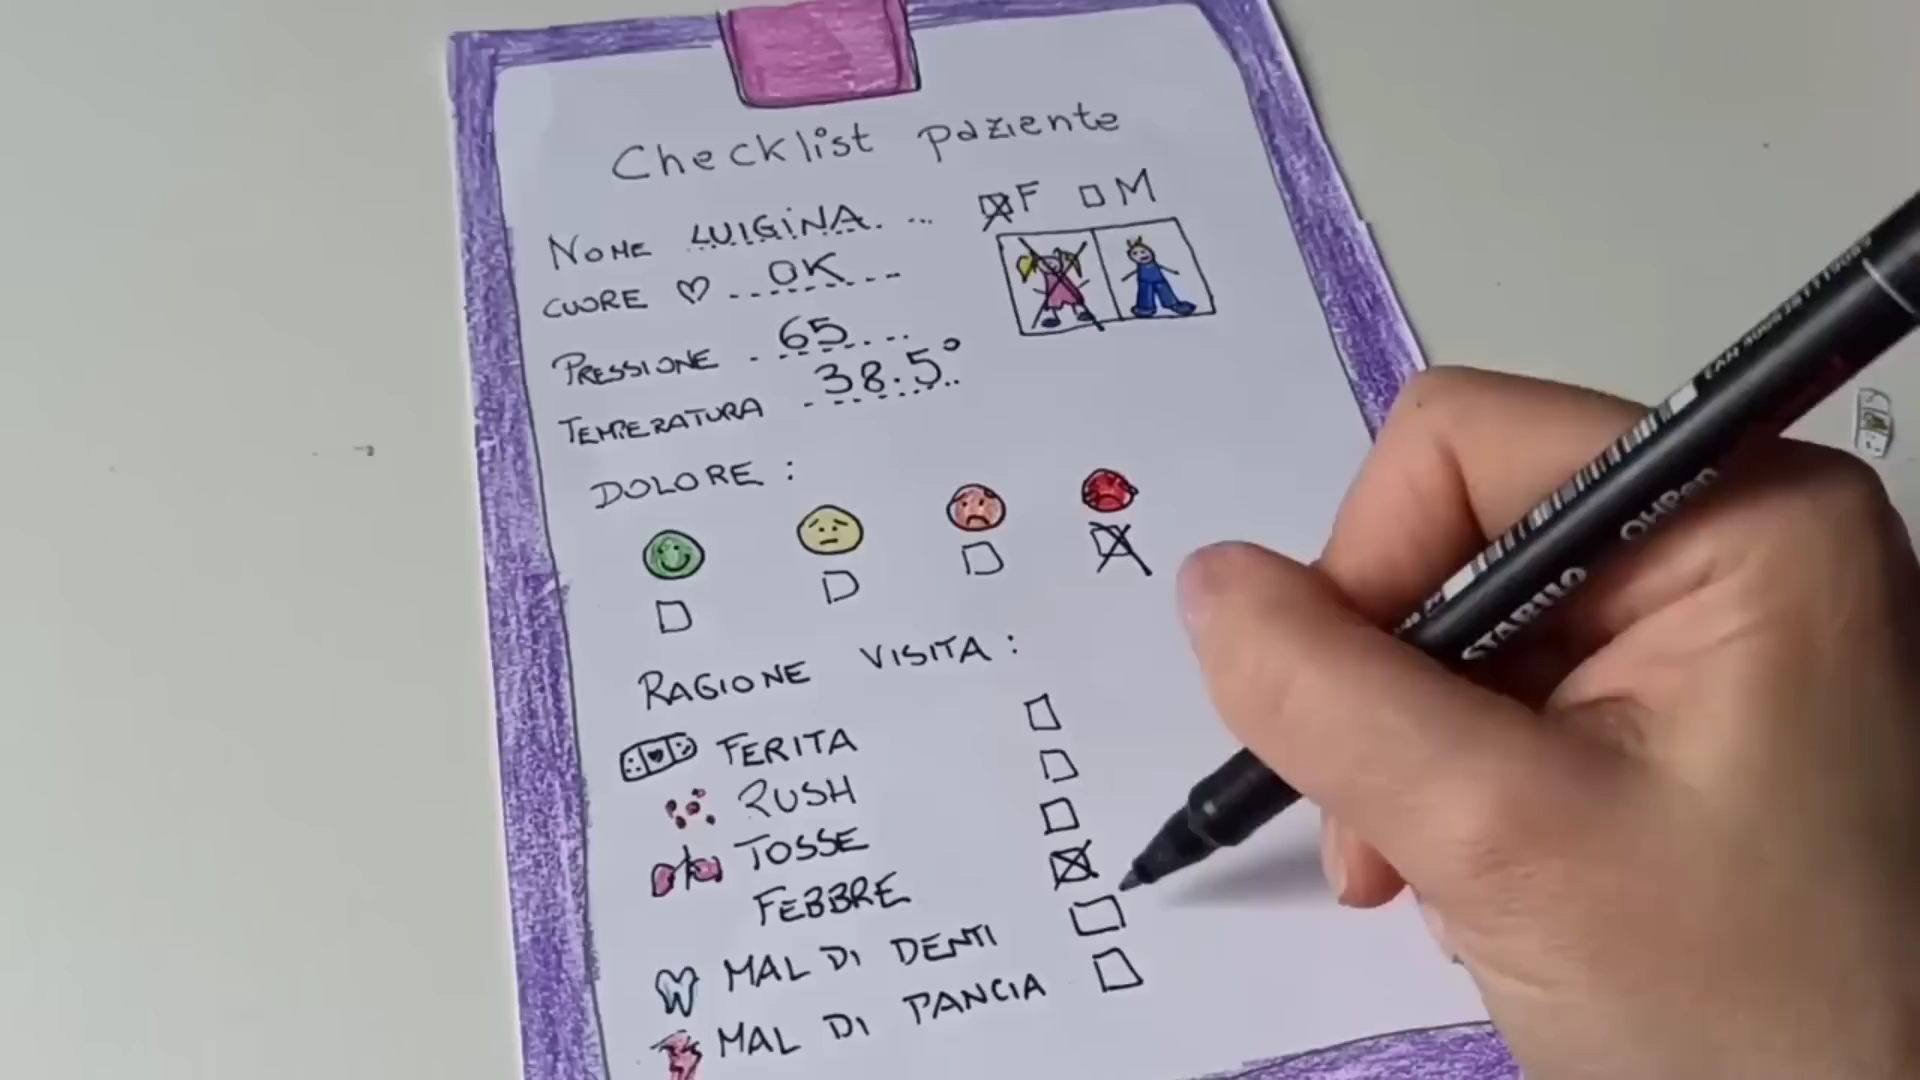 Checklist paziente
NOME LUIGINA
F M
CUORE OK
PRESSIONE 65
TEMPERATURA 38.5°
DOLORE :
RAGIONE VISITA :
FERITA
RUSH
TOSSE
FEBBRE
MAL DI DENTI
MAL DI PANCIA
STABILO OHPen